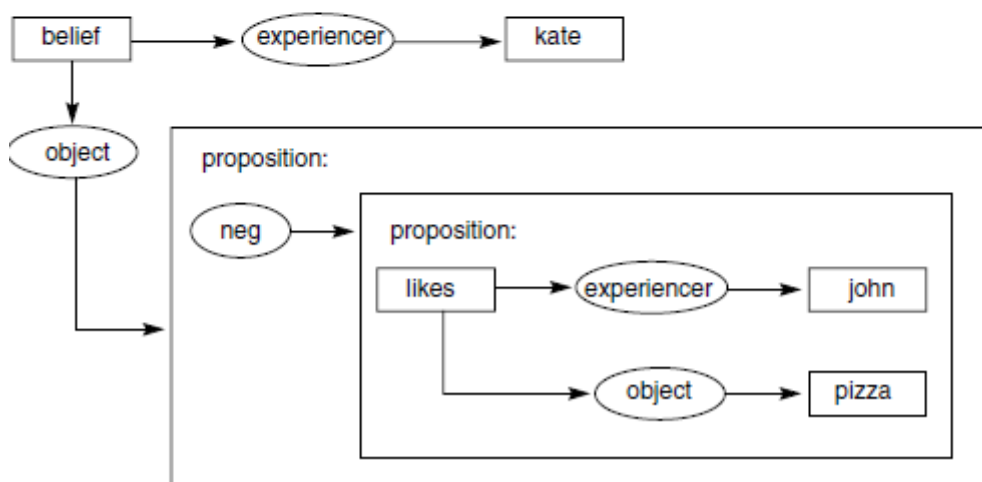 belief experiencer kate
object
proposition:
neg
proposition:
likes experiencer john
object pizza